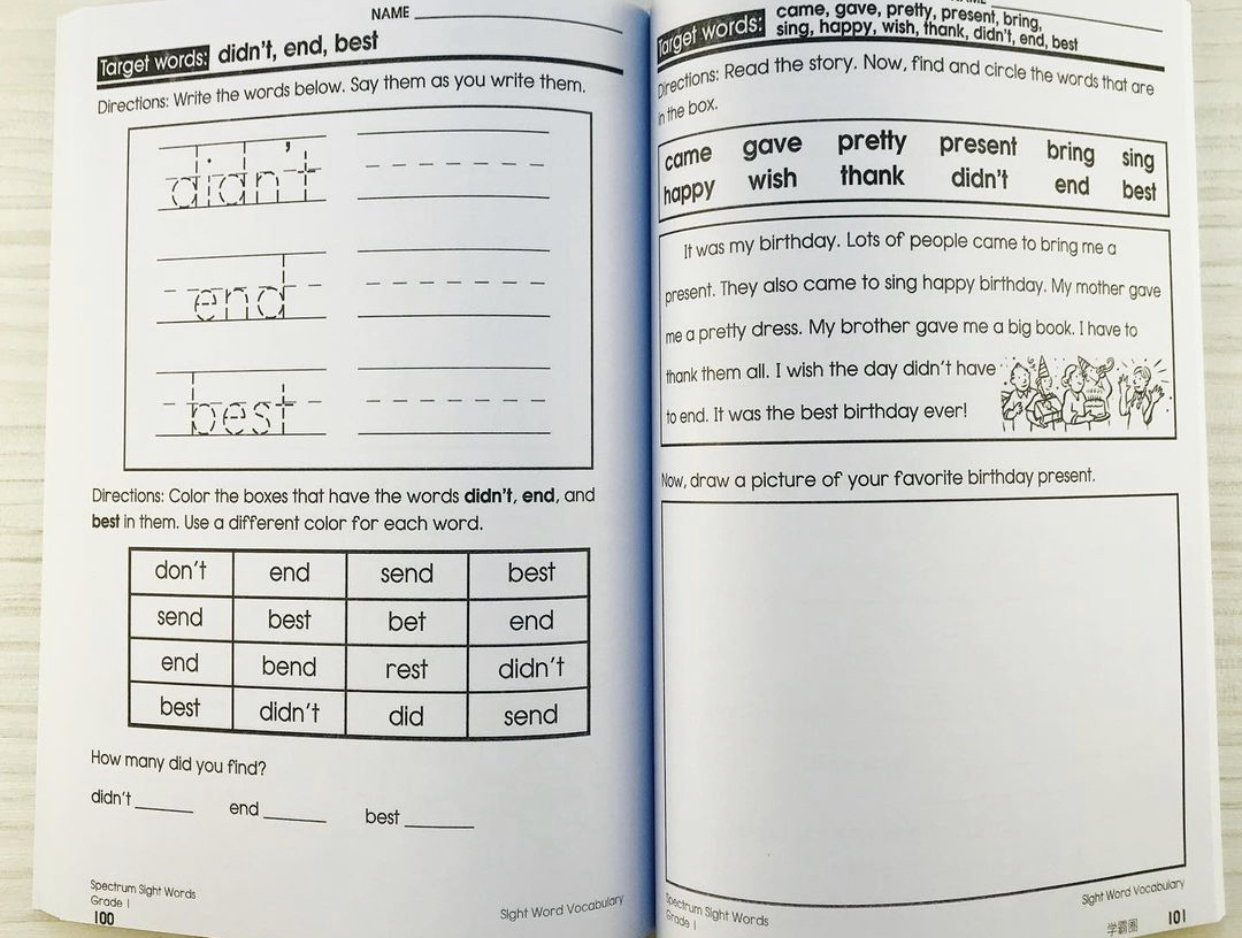 NAME
Target words: didn't, end, best
Directions: Write the words below. Say them as you write them.
didn't
end
best
Directions: Color the boxes that have the words didn't, end, and
best in them. Use a different color for each word.
don't end send best
send best bet end
end bend rest didn't
best didn't did send
How many did you find?
didn't ______ end ______ best ______
Spectrum Sight Words
Grade 1
100
Sight Word Vocabulary
NAME
Target words: came, gave, pretty, present, bring,
sing, happy, wish, thank, didn't, end, best
Directions: Read the story. Now, find and circle the words that are
in the box.
came gave pretty present bring sing
happy wish thank didn't end best
It was my birthday. Lots of people came to bring me a
present. They also came to sing happy birthday. My mother gave
me a pretty dress. My brother gave me a big book. I have to
thank them all. I wish the day didn't have
to end. It was the best birthday ever!
Now, draw a picture of your favorite birthday present.
Spectrum Sight Words
Grade 1
Sight Word Vocabulary
学霸圈 101